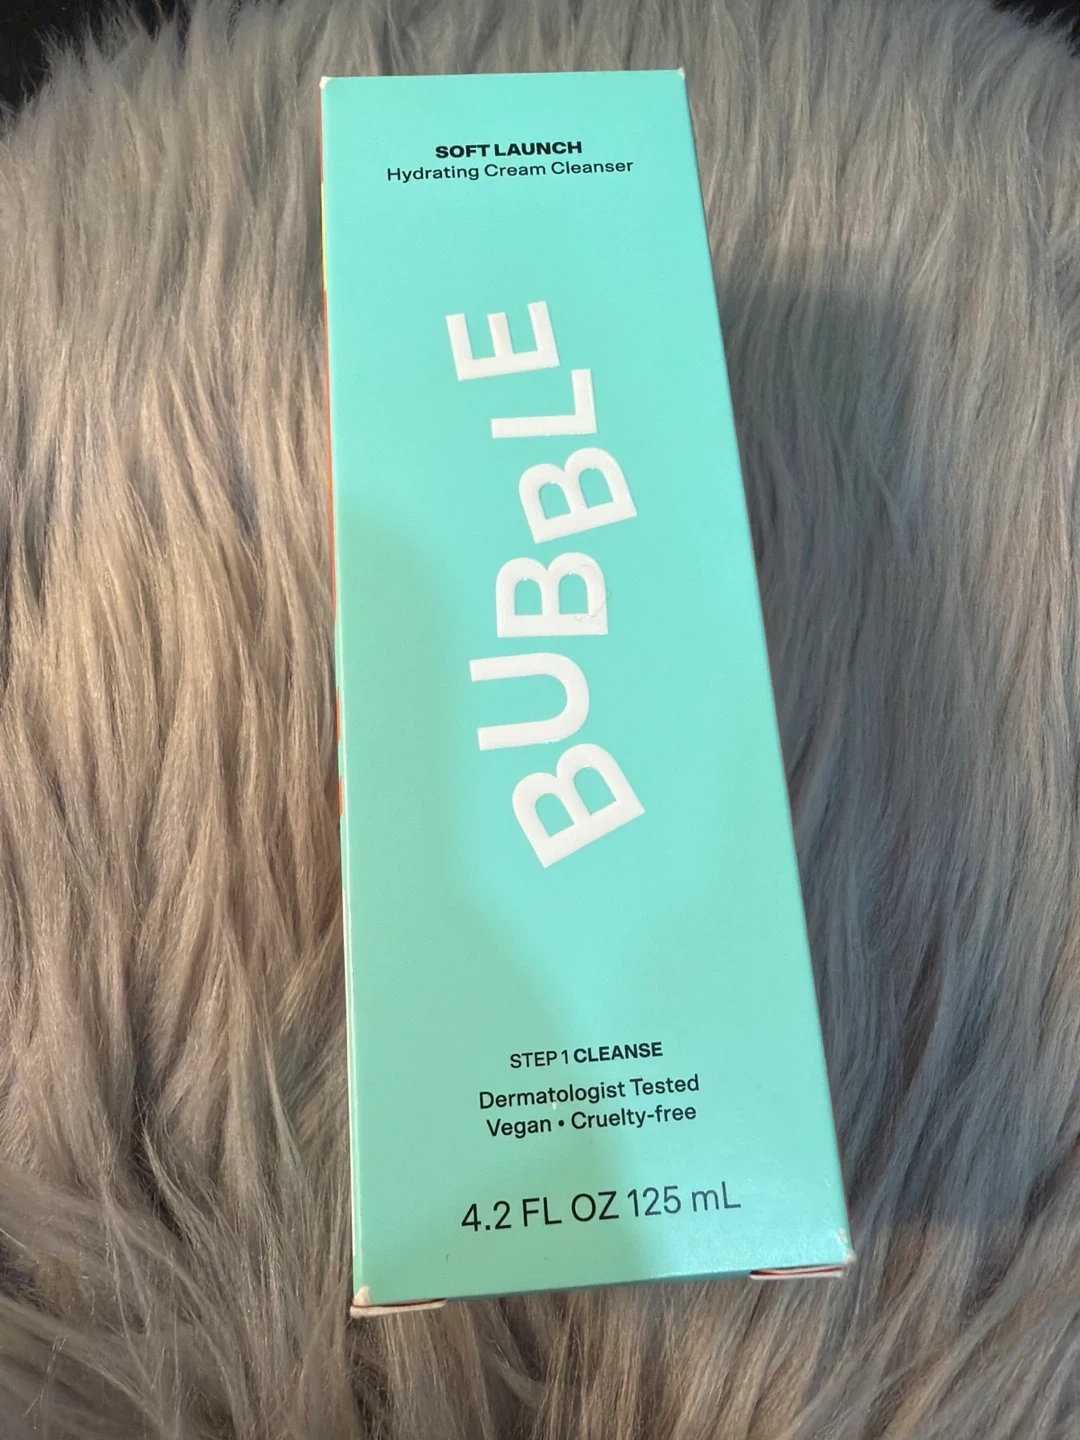 SOFT LAUNCH
Hydrating Cream Cleanser
BUBBLE
STEP 1 CLEANSE
Dermatologist Tested
Vegan • Cruelty-free
4.2 FL OZ 125 mL